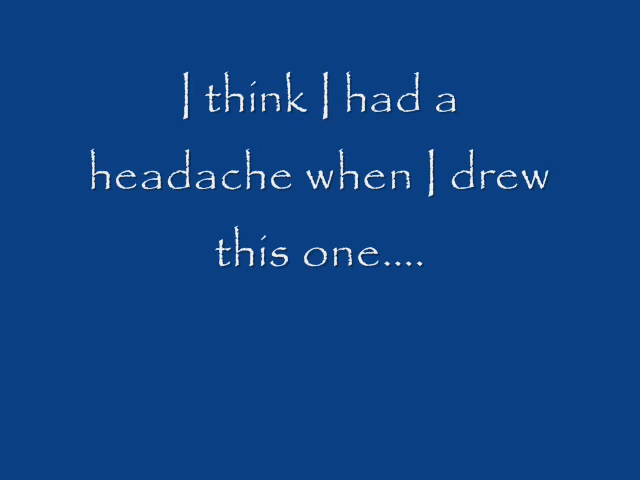 I think I had a
headache when I drew
this one....